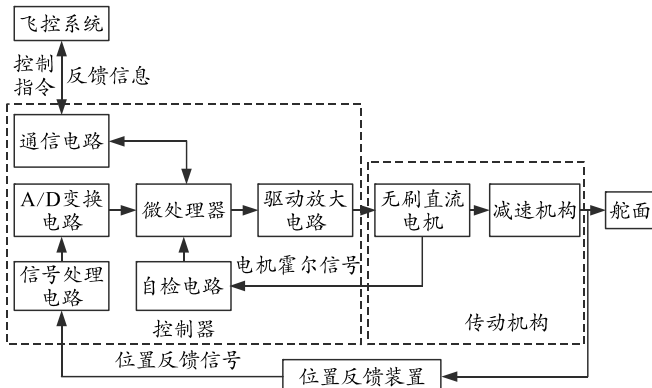 飞控系统
控制
指令
反馈信息
通信电路
A/D变换
电路
微处理器
驱动放大
电路
无刷直流
电机
减速机构
舵面
信号处理
电路
自检电路
电机霍尔信号
控制器
传动机构
位置反馈信号
位置反馈装置